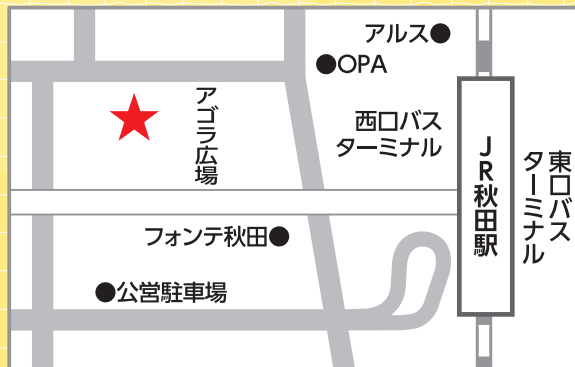 アルス●
●OPA
アゴラ広場
西口バス
ターミナル
JR秋田駅
東口バス
ターミナル
フォンテ秋田●
●公営駐車場